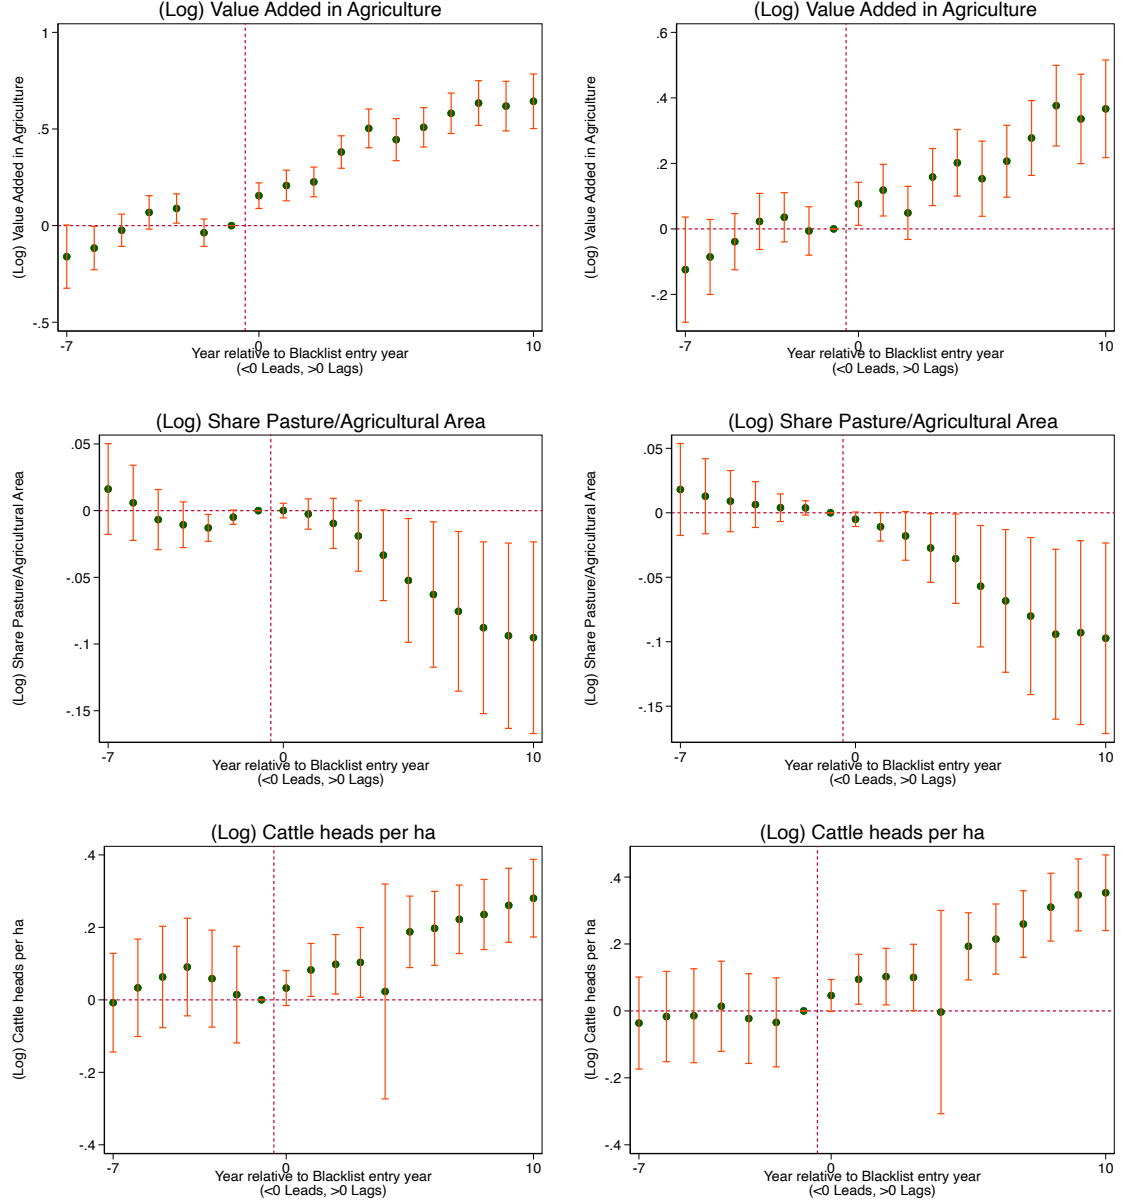 (Log) Value Added in Agriculture
(Log) Value Added in Agriculture
1
.5
0
-.5
-7
0
10
Year relative to Blacklist entry year
(<0 Leads, >0 Lags)
(Log) Value Added in Agriculture
(Log) Value Added in Agriculture
.6
.4
.2
0
-.2
-7
0
10
Year relative to Blacklist entry year
(<0 Leads, >0 Lags)
(Log) Share Pasture/Agricultural Area
(Log) Share Pasture/Agricultural Area
.05
0
-.05
-.1
-.15
-7
0
10
Year relative to Blacklist entry year
(<0 Leads, >0 Lags)
(Log) Share Pasture/Agricultural Area
(Log) Share Pasture/Agricultural Area
.05
0
-.05
-.1
-.15
-7
0
10
Year relative to Blacklist entry year
(<0 Leads, >0 Lags)
(Log) Cattle heads per ha
(Log) Cattle heads per ha
.4
.2
0
-.2
-.4
-7
0
10
Year relative to Blacklist entry year
(<0 Leads, >0 Lags)
(Log) Cattle heads per ha
(Log) Cattle heads per ha
.4
.2
0
-.2
-.4
-7
0
10
Year relative to Blacklist entry year
(<0 Leads, >0 Lags)